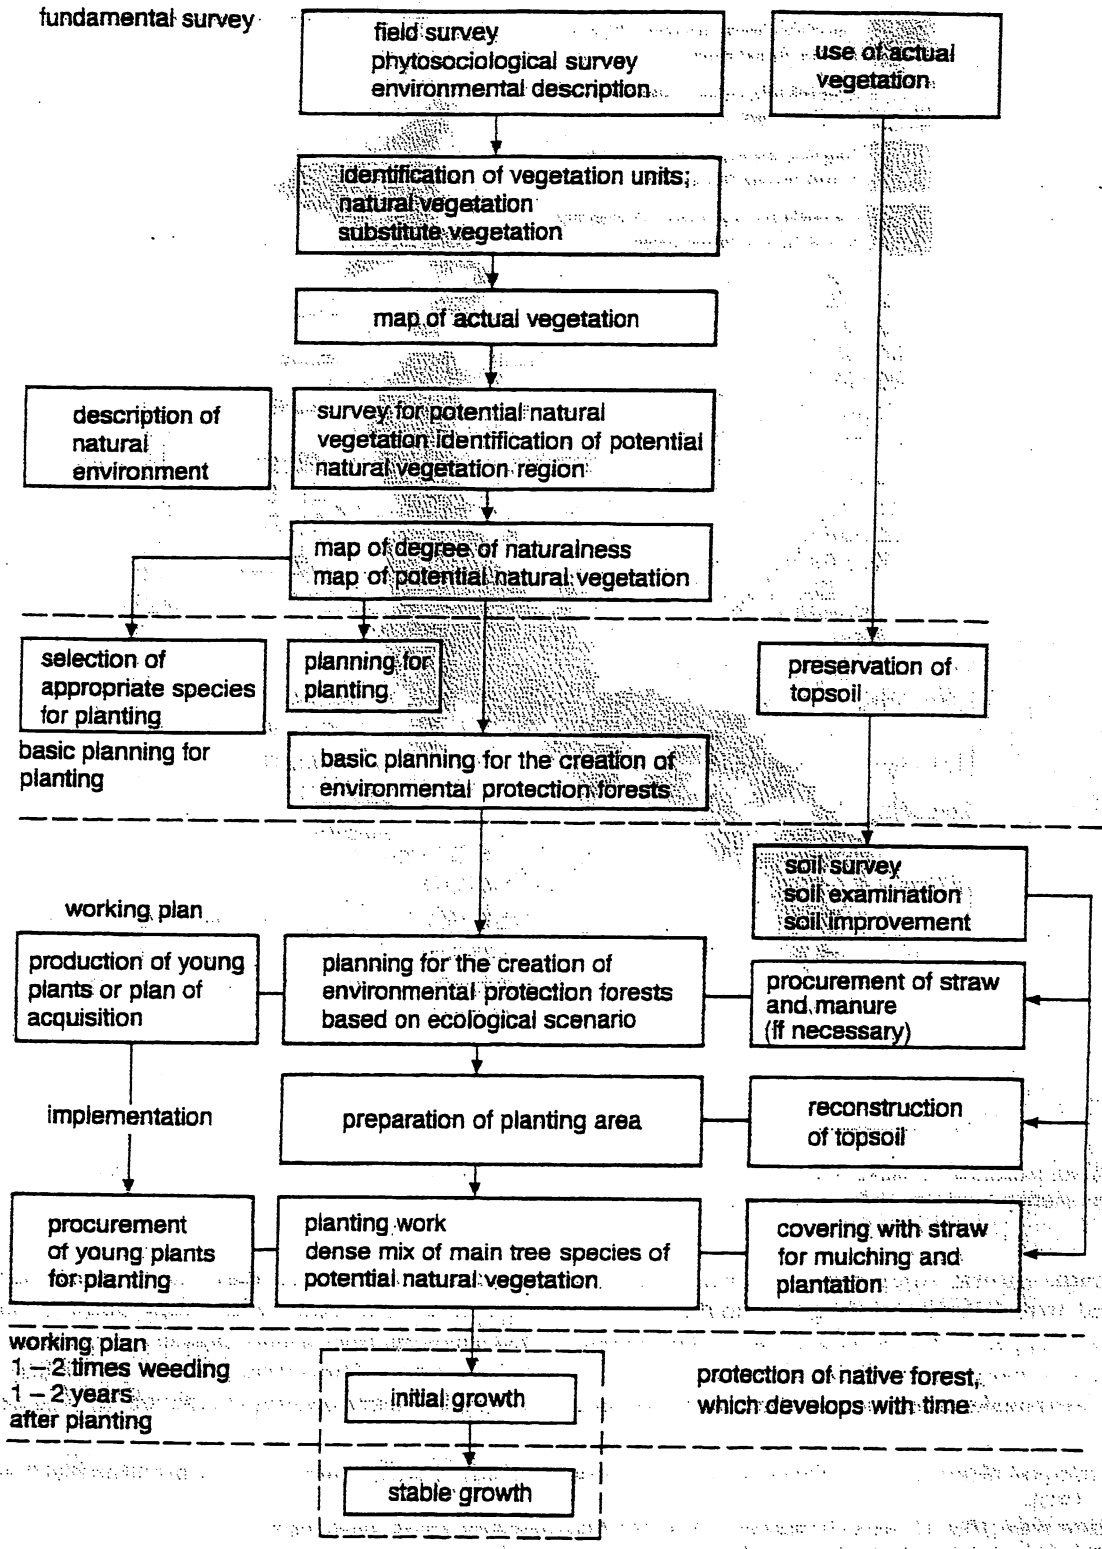 fundamental survey
field survey
phytosociological survey
environmental description
use of actual
vegetation
identification of vegetation units;
natural vegetation
substitute vegetation
map of actual vegetation
description of
natural
environment
survey for potential natural
vegetation identification of potential
natural vegetation region
map of degree of naturalness
map of potential natural vegetation
selection of
appropriate species
for planting
planning for
planting
preservation of
topsoil
basic planning for
planting
basic planning for the creation of
environmental protection forests
soil survey
soil examination
soil improvement
working plan
production of young
plants or plan of
acquisition
planning for the creation of
environmental protection forests
based on ecological scenario
procurement of straw
and manure
(ff necessary)
implementation
preparation of planting area
reconstruction
of topsoil
procurement
of young plants
for planting
planting work
dense mix of main tree species of
potential natural vegetation
covering with straw
for mulching and
plantation
working plan
1 – 2 times weeding
1 – 2 years
after planting
initial growth
protection of native forest,
which develops with time
stable growth